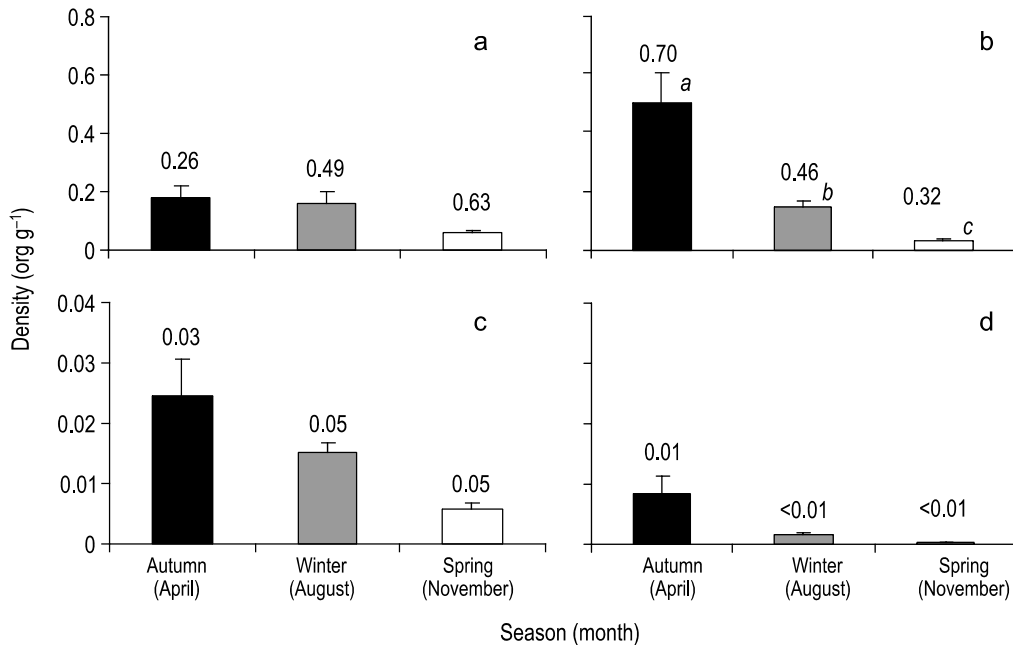 Density (org g⁻¹)
0.8
0.6
0.4
0.2
0
a
0.26
0.49
0.63
b
0.70
a
0.46
b
0.32
c
0.04
0.03
0.02
0.01
0
c
0.03
0.05
0.05
d
0.01
<0.01
<0.01
Autumn
(April)
Winter
(August)
Spring
(November)
Autumn
(April)
Winter
(August)
Spring
(November)
Season (month)